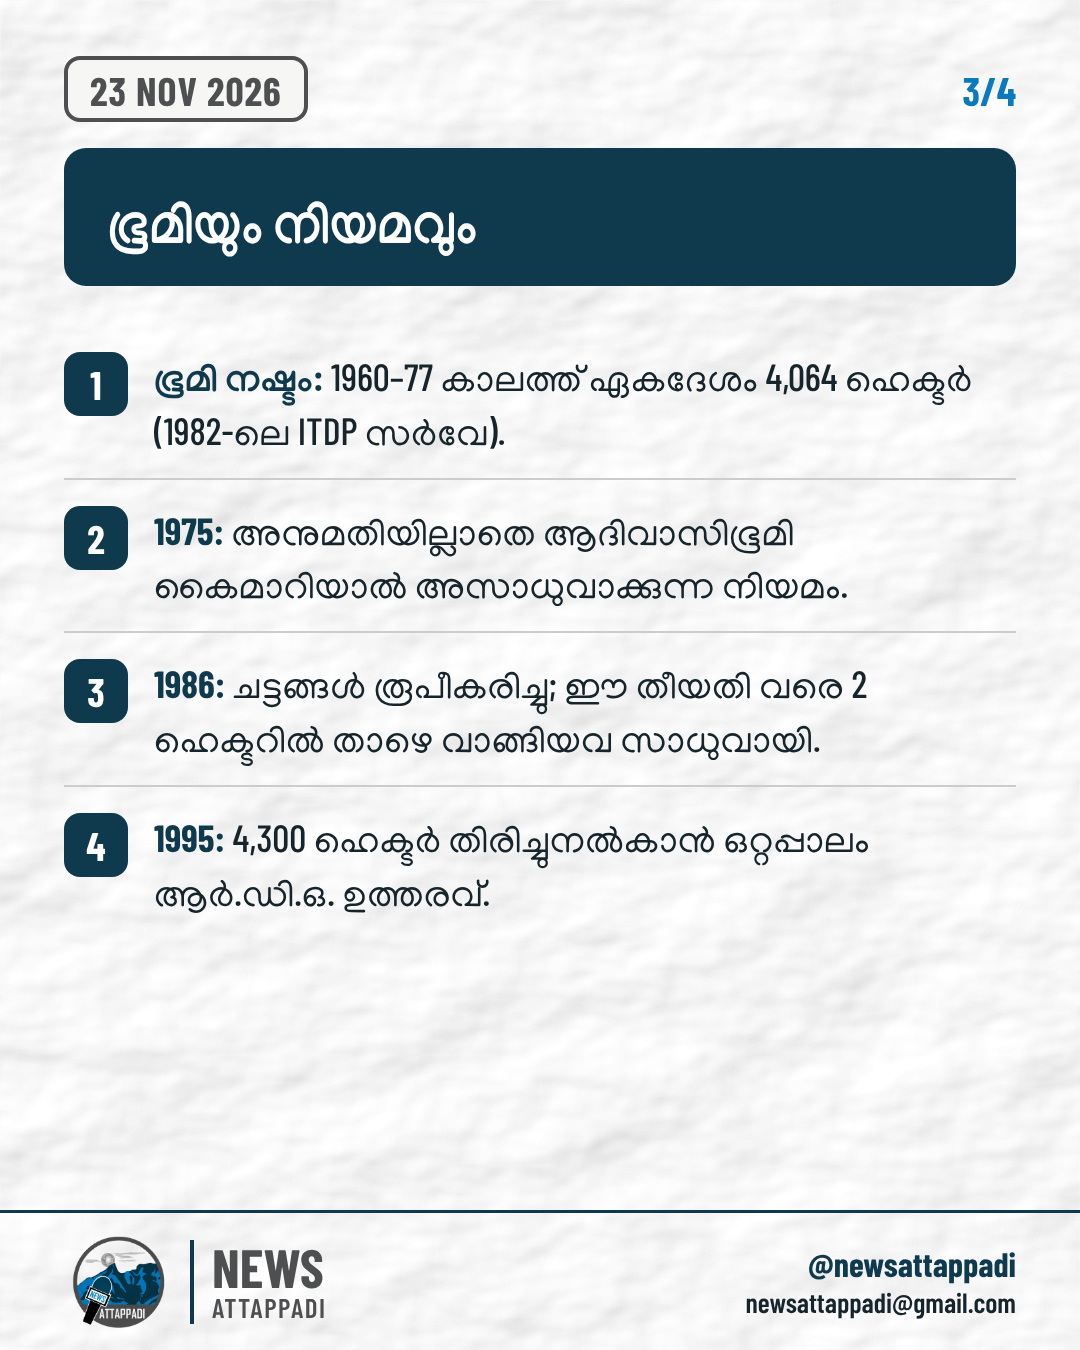 23 NOV 2026
3/4
ഭൂമിയും നിയമവും
1
ഭൂമി നഷ്ടം: 1960-77 കാലത്ത് ഏകദേശം 4,064 ഹെക്ടർ
(1982-ലെ ITDP സർവേ).
2
1975: അനുമതിയില്ലാതെ ആദിവാസിഭൂമി
കൈമാറിയാൽ അസാധുവാക്കുന്ന നിയമം.
3
1986: ചട്ടങ്ങൾ രൂപീകരിച്ചു; ഈ തീയതി വരെ 2
ഹെക്ടറിൽ താഴെ വാങ്ങിയവ സാധുവായി.
4
1995: 4,300 ഹെക്ടർ തിരിച്ചുനൽകാൻ ഒറ്റപ്പാലം
ആർ.ഡി.ഒ. ഉത്തരവ്.
NEWS
ATTAPPADI
NEWS
ATTAPPADI
@newsattappadi
newsattappadi@gmail.com